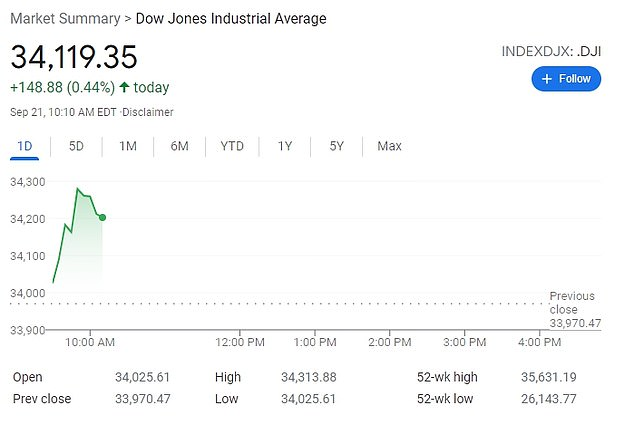 Market Summary > Dow Jones Industrial Average
34,119.35
INDEXDJX: .DJI
+148.88 (0.44%) ↑ today
+ Follow
Sep 21, 10:10 AM EDT ·Disclaimer
1D 5D 1M 6M YTD 1Y 5Y Max
34,300
34,200
34,100
34,000
Previous
close
33,970.47
33,900
10:00 AM 12:00 PM 1:00 PM 2:00 PM 3:00 PM 4:00 PM
Open 34,025.61 High 34,313.88 52-wk high 35,631.19
Prev close 33,970.47 Low 34,025.61 52-wk low 26,143.77